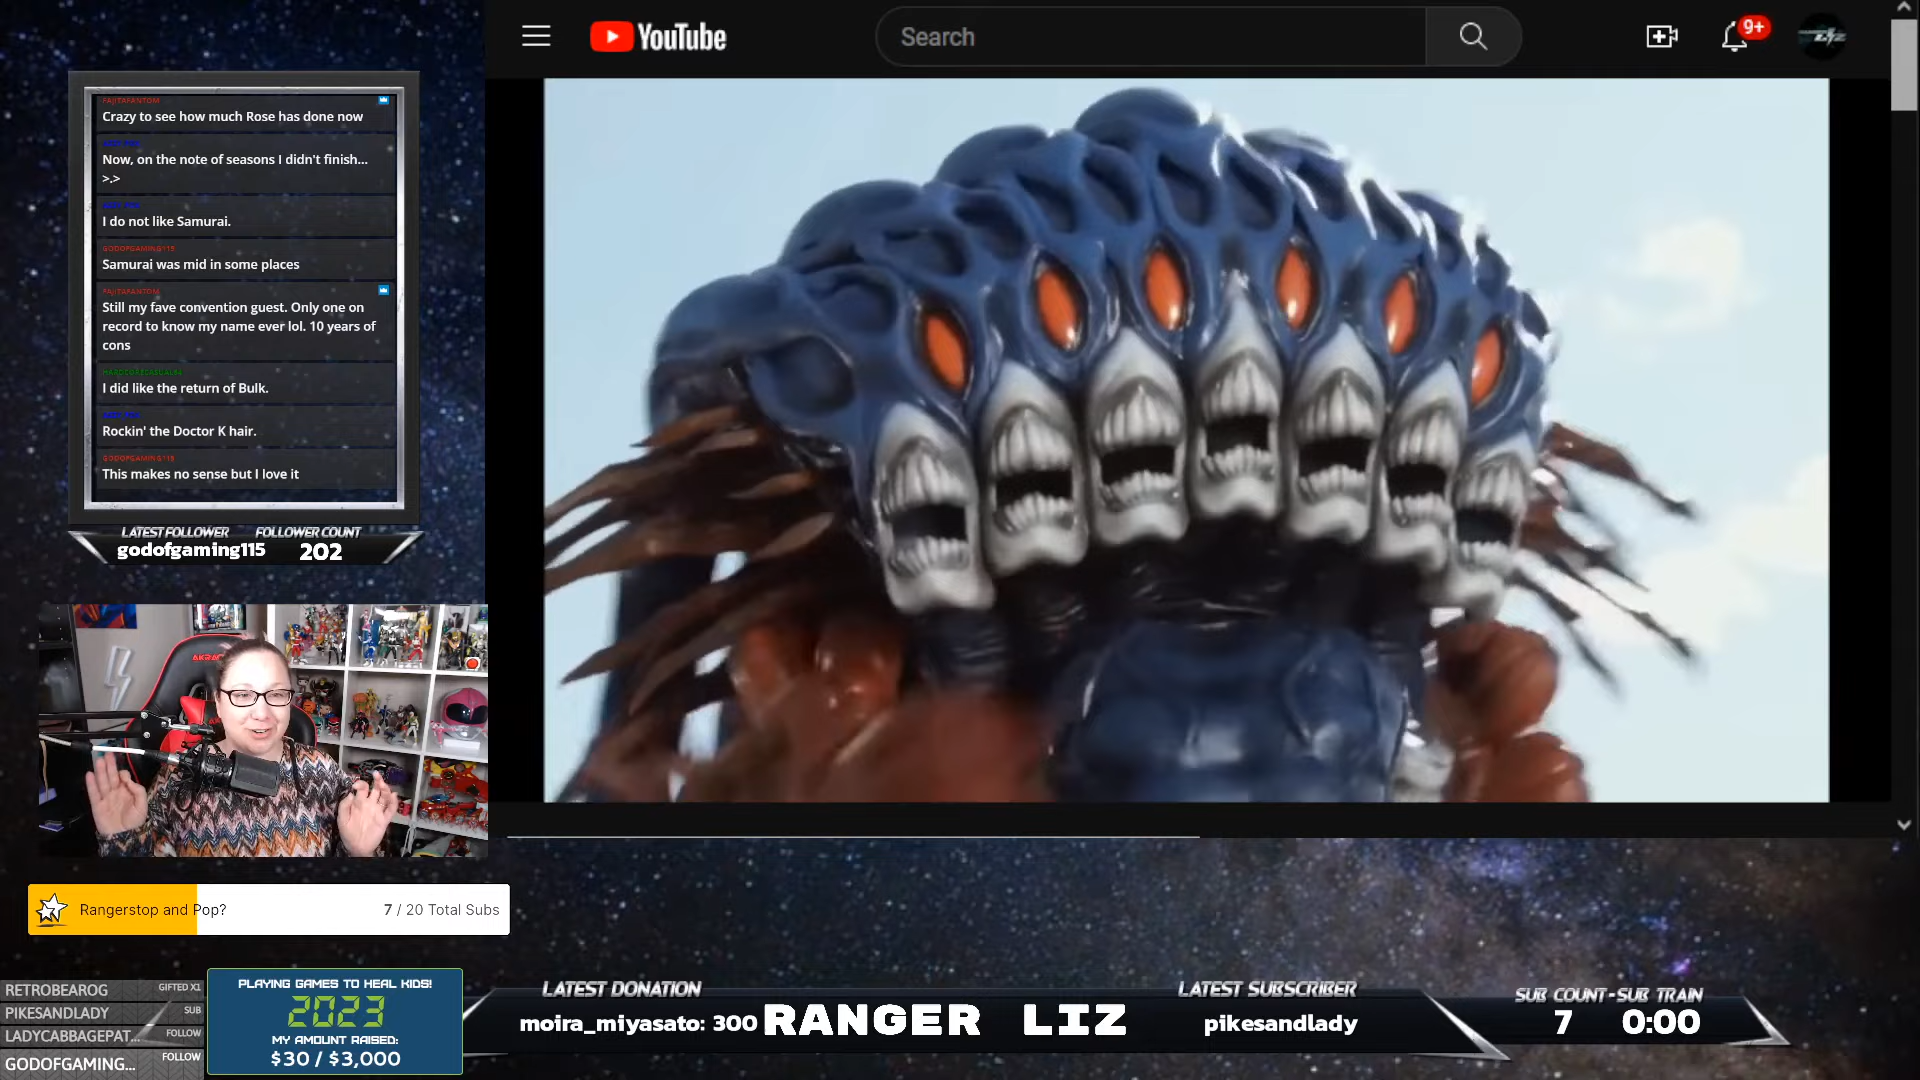 YouTube
Search
9+
FAJITAFANTOM
Crazy to see how much Rose has done now
Now, on the note of seasons I didn't finish...
>.>
I do not like Samurai.
GODOFGAMING115
Samurai was mid in some places
FAJITAFANTOM
Still my fave convention guest. Only one on
record to know my name ever lol. 10 years of
cons
I did like the return of Bulk.
Rockin' the Doctor K hair.
GODOFGAMING115
This makes no sense but I love it
LATEST FOLLOWER
FOLLOWER COUNT
godofgaming115
202
Rangerstop and Pop?
7 / 20 Total Subs
RETROBEAROG
GIFTED X1
PIKESANDLADY
SUB
LADYCABBAGEPAT...
FOLLOW
GODOFGAMING...
FOLLOW
PLAYING GAMES TO HEAL KIDS!
2023
MY AMOUNT RAISED:
$30 / $3,000
LATEST DONATION
moira_miyasato: 300
RANGER LIZ
LATEST SUBSCRIBER
pikesandlady
SUB COUNT - SUB TRAIN
7
0:00